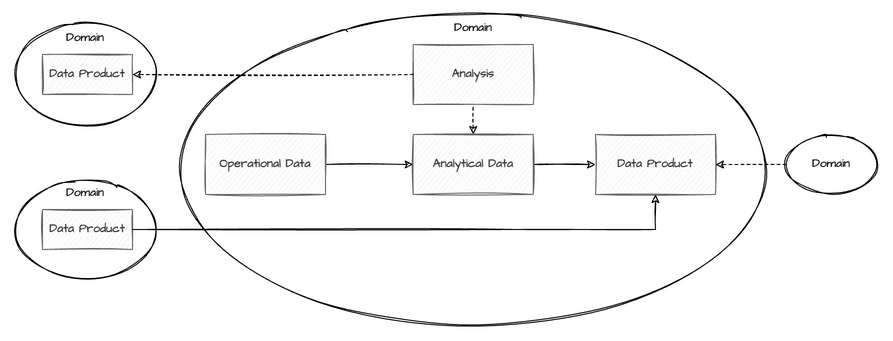 Domain
Data Product
Domain
Analysis
Operational Data
Analytical Data
Data Product
Domain
Domain
Data Product